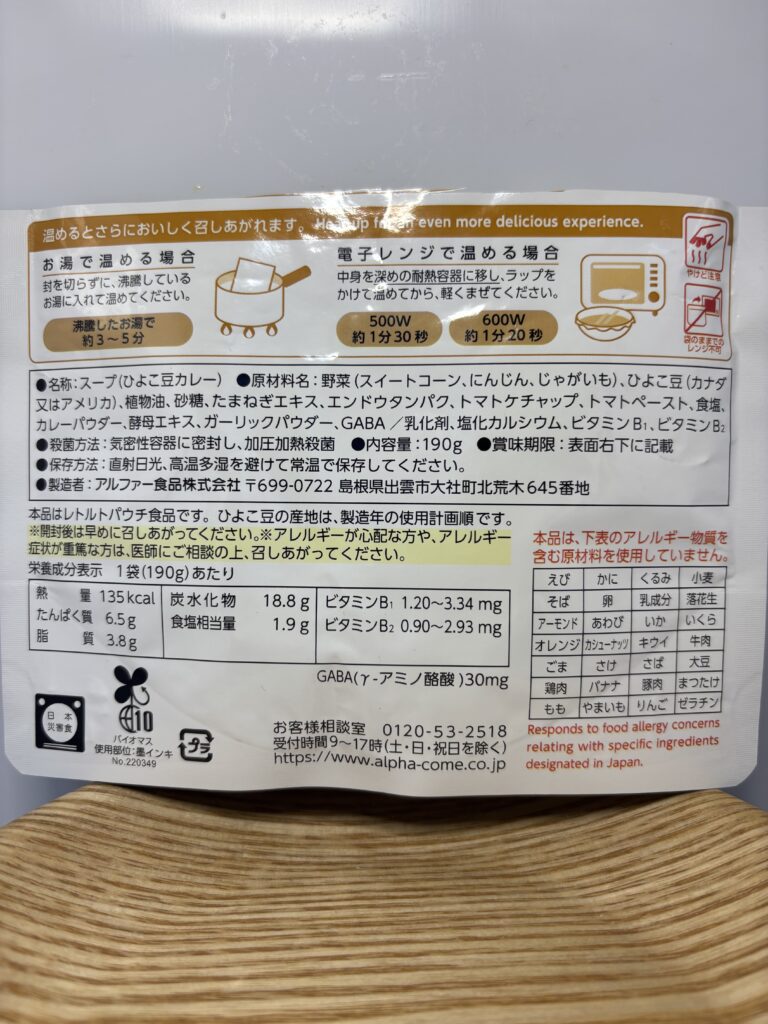 温めるとさらにおいしく召しあがれます。 Heat up for an even more delicious experience.
お湯で温める場合
封を切らずに、沸騰している
お湯に入れて温めてください。
沸騰したお湯で
約3～5分
電子レンジで温める場合
中身を深めの耐熱容器に移し、ラップを
かけて温めてから、軽くまぜてください。
500W
約1分30秒
600W
約1分20秒
やけど注意
袋のままでの
レンジ不可
●名称：スープ（ひよこ豆カレー） ●原材料名：野菜（スイートコーン、にんじん、じゃがいも）、ひよこ豆（カナダ
又はアメリカ）、植物油、砂糖、たまねぎエキス、エンドウタンパク、トマトケチャップ、トマトペースト、食塩、
カレーパウダー、酵母エキス、ガーリックパウダー、GABA／乳化剤、塩化カルシウム、ビタミンB₁、ビタミンB₂
●殺菌方法：気密性容器に密封し、加圧加熱殺菌 ●内容量：190g ●賞味期限：表面右下に記載
●保存方法：直射日光、高温多湿を避けて常温で保存してください。
●製造者：アルファー食品株式会社 〒699-0722 島根県出雲市大社町北荒木645番地
本品はレトルトパウチ食品です。ひよこ豆の産地は、製造年の使用計画順です。
※開封後は早めに召しあがってください。※アレルギーが心配な方や、アレルギー
症状が重篤な方は、医師にご相談の上、召しあがってください。
栄養成分表示 1袋(190g)あたり
熱量 135kcal
たんぱく質 6.5g
脂質 3.8g
炭水化物 18.8g
食塩相当量 1.9g
ビタミンB₁ 1.20～3.34mg
ビタミンB₂ 0.90～2.93mg
GABA(γ-アミノ酪酸)30mg
本品は、下表のアレルギー物質を
含む原材料を使用していません。
えび かに くるみ 小麦
そば 卵 乳成分 落花生
アーモンド あわび いか いくら
オレンジ カシューナッツ キウイ 牛肉
ごま さけ さば 大豆
鶏肉 バナナ 豚肉 まつたけ
もも やまいも りんご ゼラチン
Responds to food allergy concerns
relating with specific ingredients
designated in Japan.
日本
災害食
10
バイオマス
使用部位：墨インキ
No.220349
プラ
お客様相談室 0120-53-2518
受付時間9～17時(土・日・祝日を除く)
https://www.alpha-come.co.jp